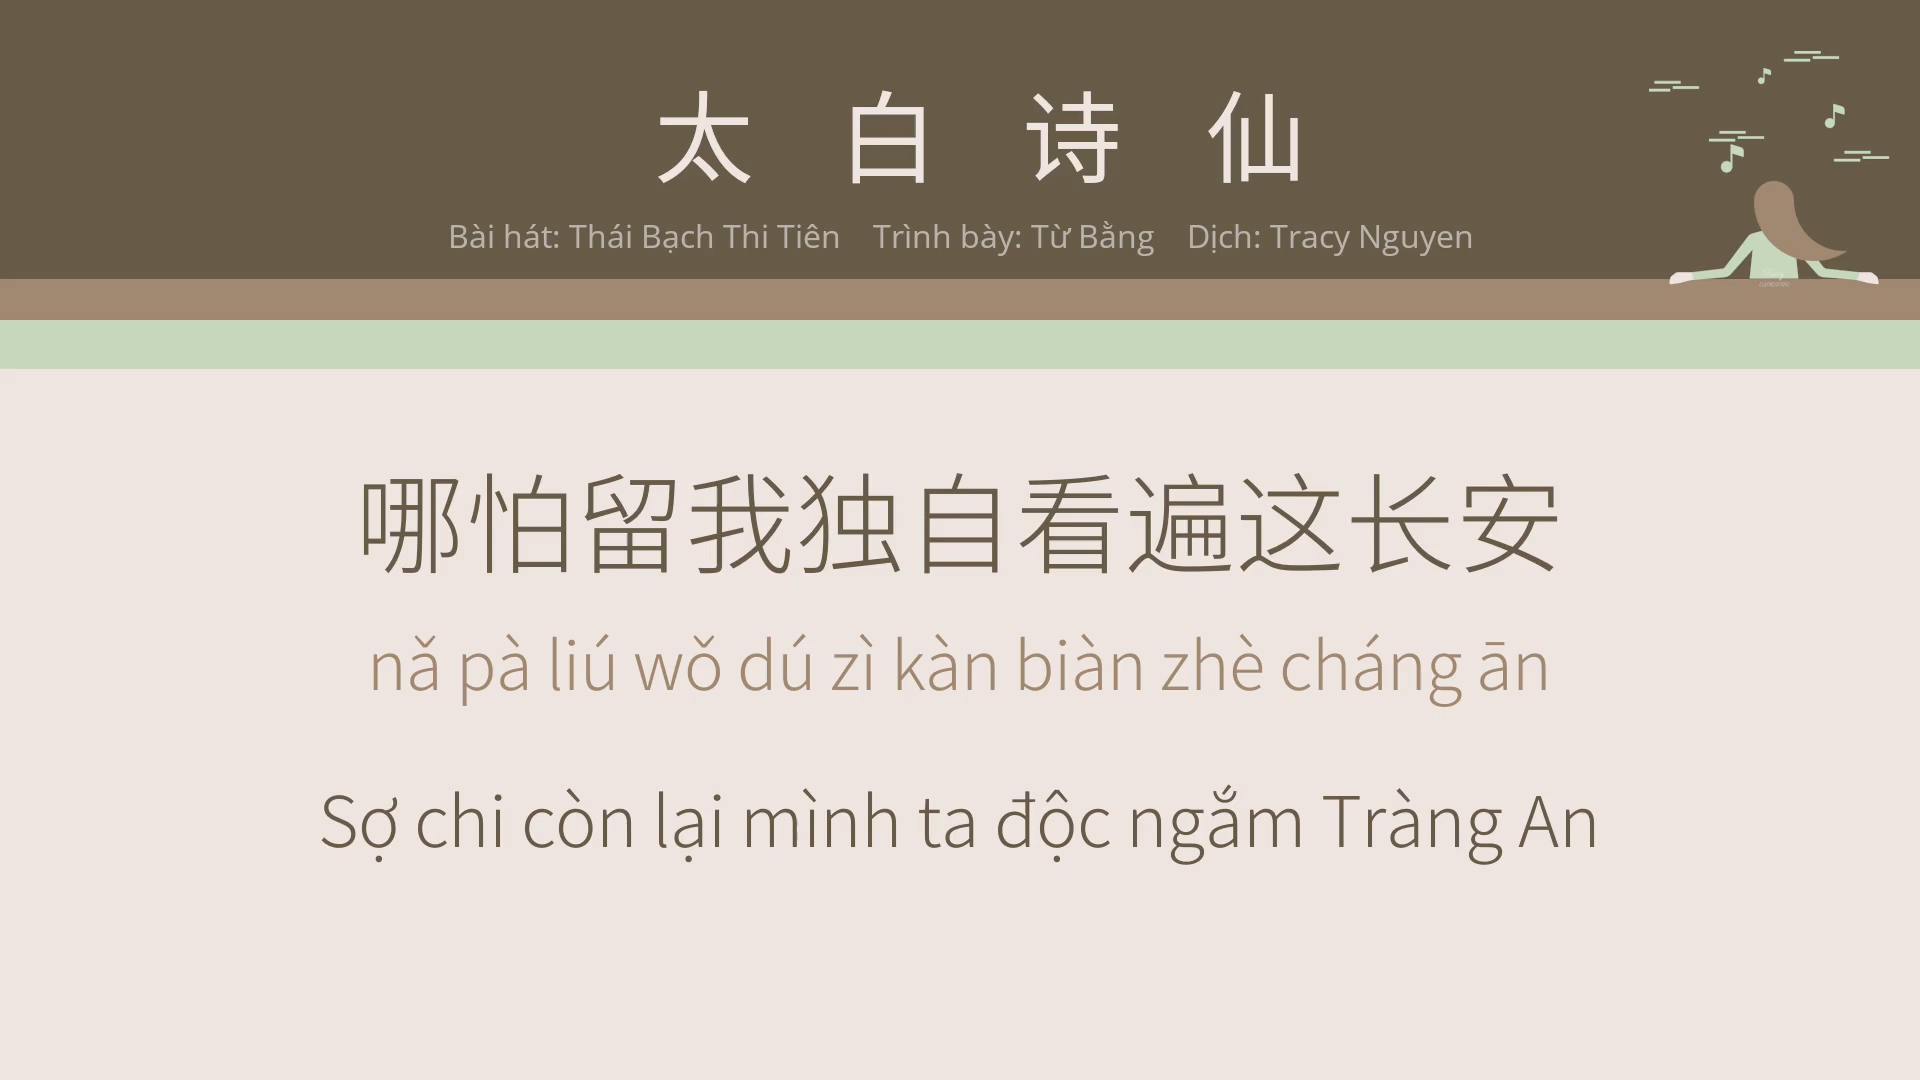 太白诗仙
Bài hát: Thái Bạch Thi Tiên Trình bày: Từ Bằng Dịch: Tracy Nguyen
哪怕留我独自看遍这长安
nǎ pà liú wǒ dú zì kàn biàn zhè cháng ān
Sợ chi còn lại mình ta độc ngắm Tràng An